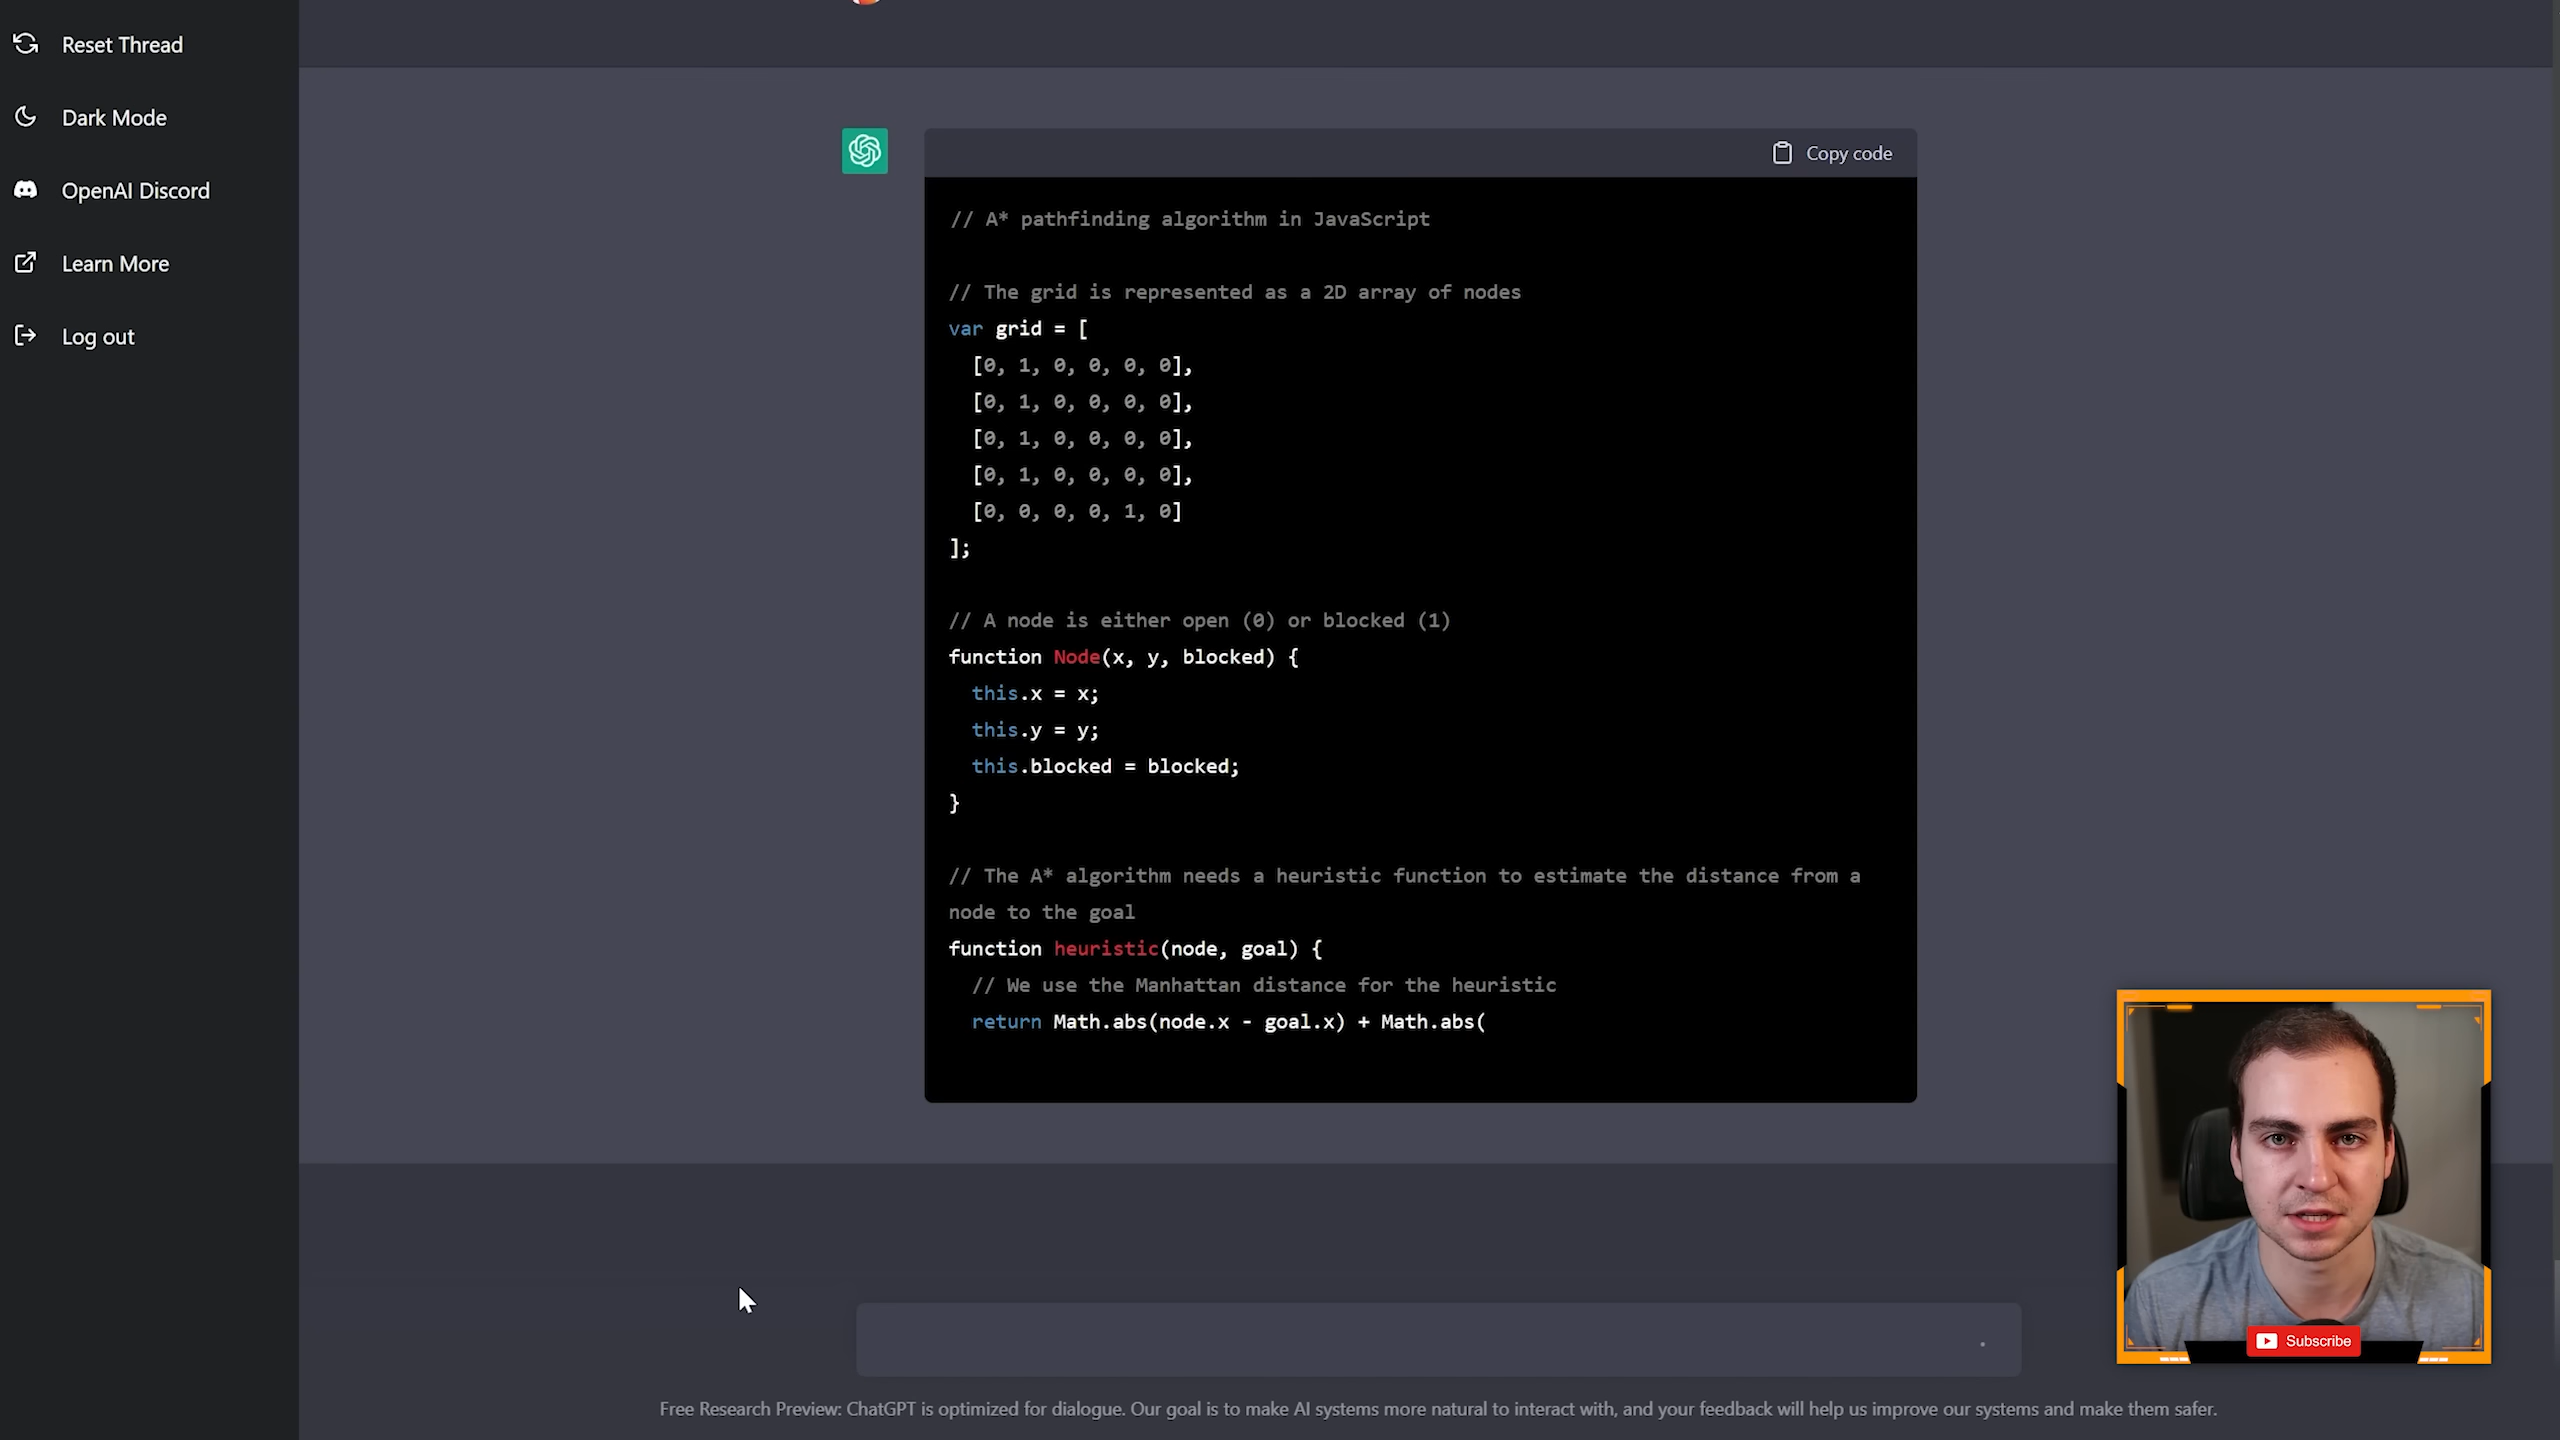 Reset Thread
Dark Mode
OpenAI Discord
Learn More
Log out
Copy code
// A* pathfinding algorithm in JavaScript
// The grid is represented as a 2D array of nodes
var grid = [
[0, 1, 0, 0, 0, 0],
[0, 1, 0, 0, 0, 0],
[0, 1, 0, 0, 0, 0],
[0, 1, 0, 0, 0, 0],
[0, 0, 0, 0, 1, 0]
];
// A node is either open (0) or blocked (1)
function Node(x, y, blocked) {
this.x = x;
this.y = y;
this.blocked = blocked;
}
// The A* algorithm needs a heuristic function to estimate the distance from a
node to the goal
function heuristic(node, goal) {
// We use the Manhattan distance for the heuristic
return Math.abs(node.x - goal.x) + Math.abs(
Subscribe
Free Research Preview: ChatGPT is optimized for dialogue. Our goal is to make AI systems more natural to interact with, and your feedback will help us improve our systems and make them safer.